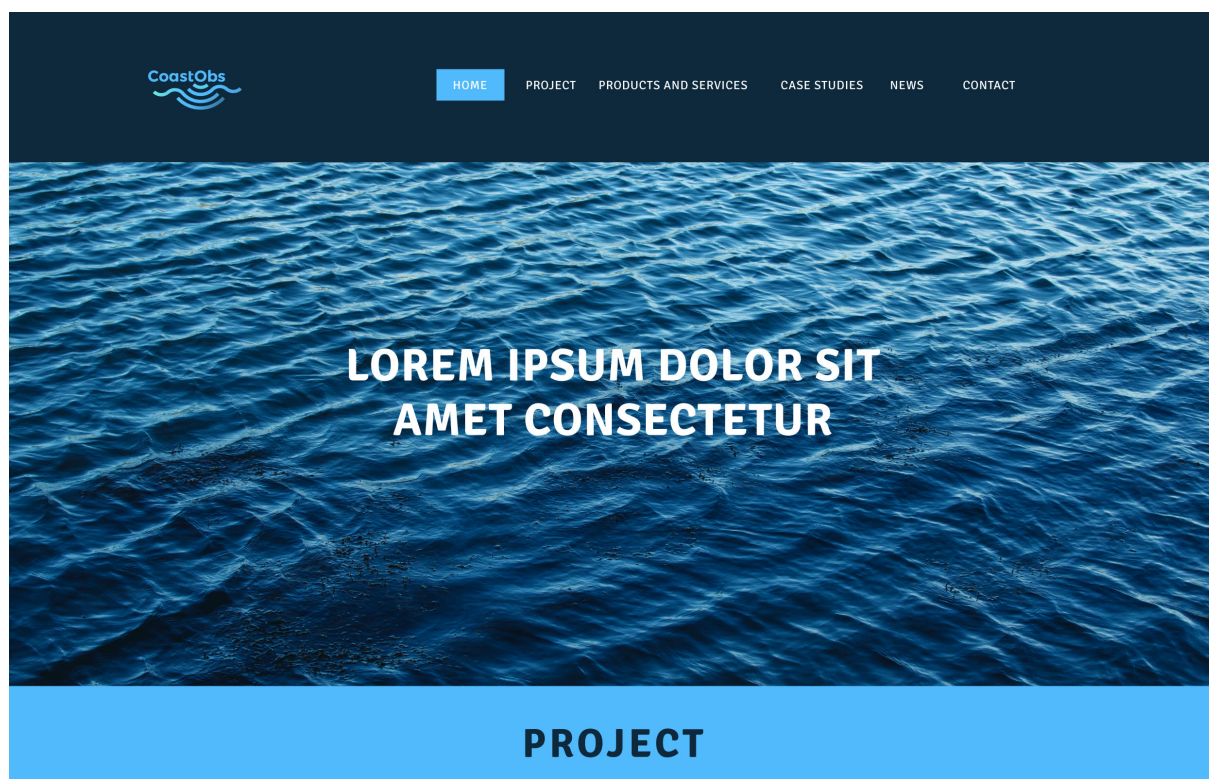 CoastObs
HOME PROJECT PRODUCTS AND SERVICES CASE STUDIES NEWS CONTACT
LOREM IPSUM DOLOR SIT
AMET CONSECTETUR
PROJECT